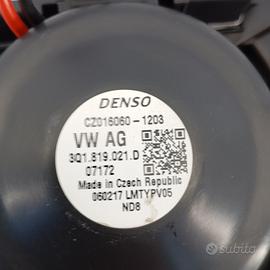 DENSO
CZ016060-1203
VW AG
3Q1.819.021.D
07172
Made in Czech Republic
060217 LMTYPV05
ND8
subito